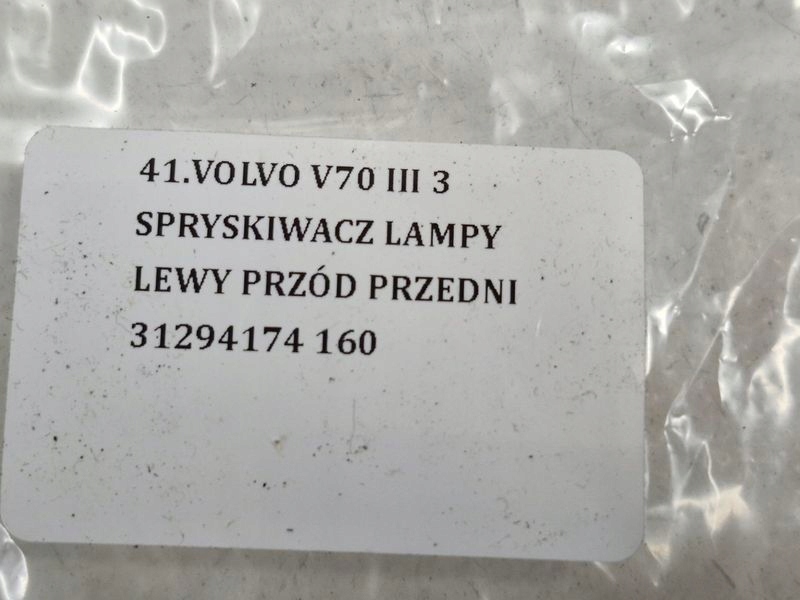 41.VOLVO V70 III 3
SPRYSKIWACZ LAMPY
LEWY PRZÓD PRZEDNI
31294174 160